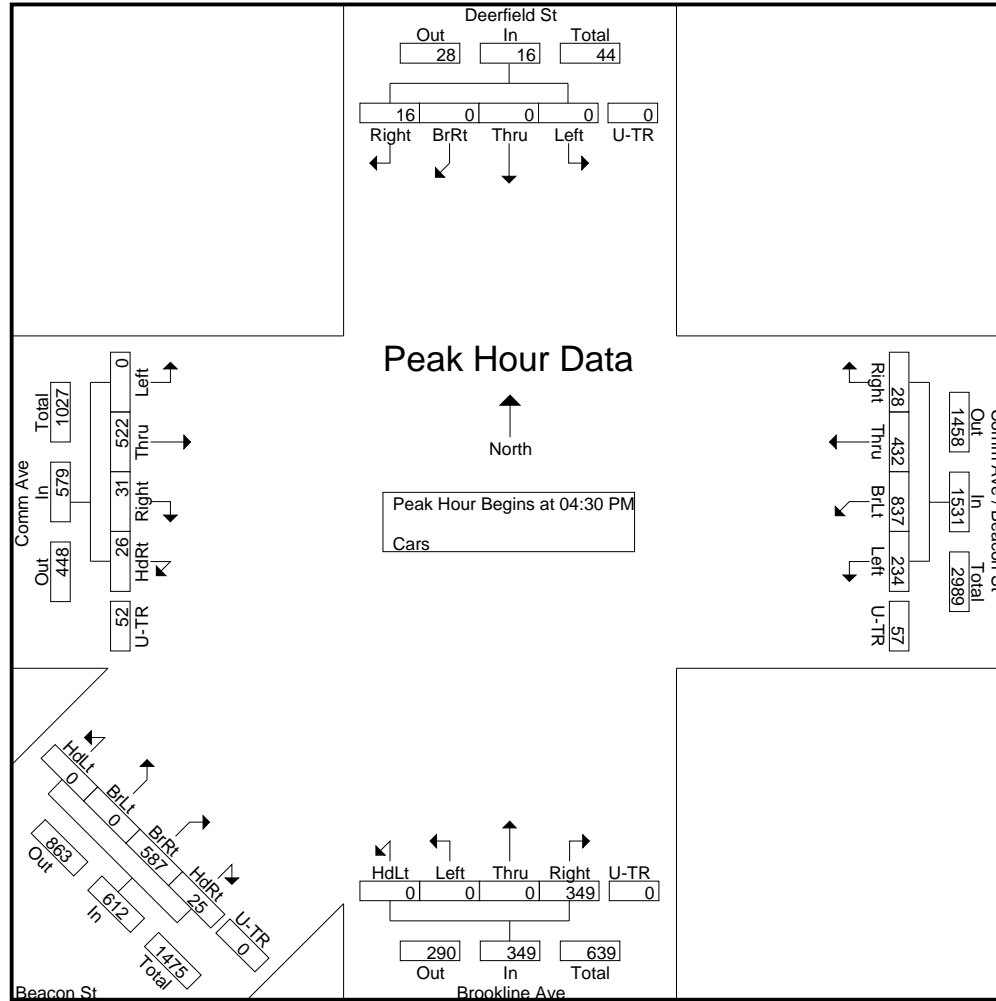 Deerfield St
Out In Total
28 16 44
16 0 0 0 0
Right BrRt Thru Left U-TR
Peak Hour Data
North
Peak Hour Begins at 04:30 PM
Cars
Comm Ave
Total In Out
1027 579 448
0 522 31 26 52
Left Thru Right HdRt U-TR
Right Thru BrLt Left U-TR
28 432 837 234 57
Out In Total
1458 1531 2989
Comm Ave / Beacon St
HdLt BrLt BrRt HdRt U-TR
0 0 587 25 0
863 612 1475
Out In Total
Beacon St
HdLt Left Thru Right U-TR
0 0 0 349 0
290 349 639
Out In Total
Brookline Ave